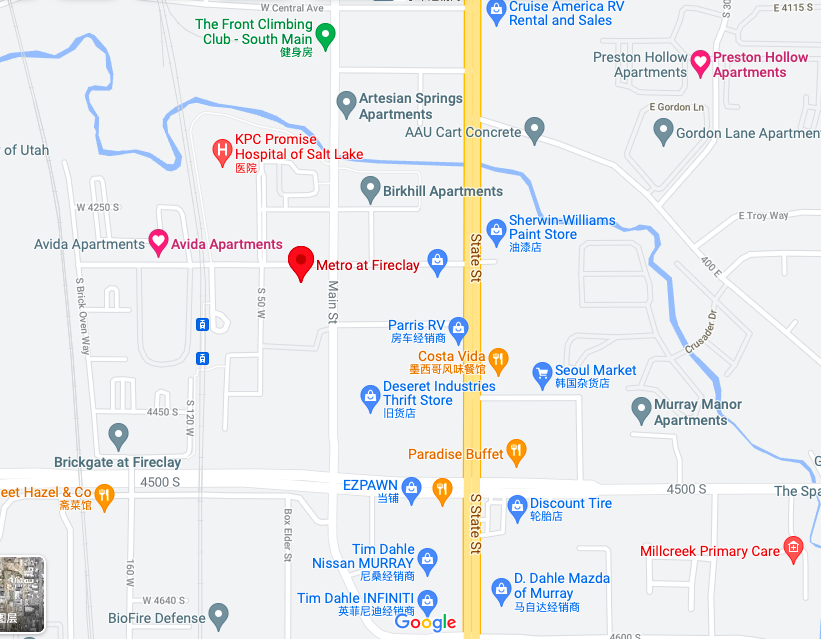 W Central Ave
Cruise America RV
Rental and Sales
E 4115 S
The Front Climbing
Club - South Main
健身房
Preston Hollow
Apartments
Preston Hollow
Apartments
Artesian Springs
Apartments
E Gordon Ln
AAU Cart Concrete
Gordon Lane Apartmen
KPC Promise
Hospital of Salt Lake
医院
of Utah
Birkhill Apartments
W 4250 S
E Troy Way
Sherwin-Williams
Paint Store
油漆店
Avida Apartments
Avida Apartments
State St
Metro at Fireclay
400 E
S Brick Oven Way
S 50 W
Main St
Parris RV
房车经销商
Crusader Dr
Costa Vida
墨西哥风味餐馆
Seoul Market
韩国杂货店
Deseret Industries
Thrift Store
旧货店
Murray Manor
Apartments
4450 S
S 120 W
Paradise Buffet
Brickgate at Fireclay
4500 S
EZPAWN
当铺
4500 S
The Spa
eet Hazel & Co
斋菜馆
Discount Tire
轮胎店
Box Elder St
S State St
Tim Dahle
Nissan MURRAY
尼桑经销商
Millcreek Primary Care
160 W
D. Dahle Mazda
of Murray
马自达经销商
W 4640 S
Tim Dahle INFINITI
英菲尼迪经销商
BioFire Defense
图层
Google
4600 S